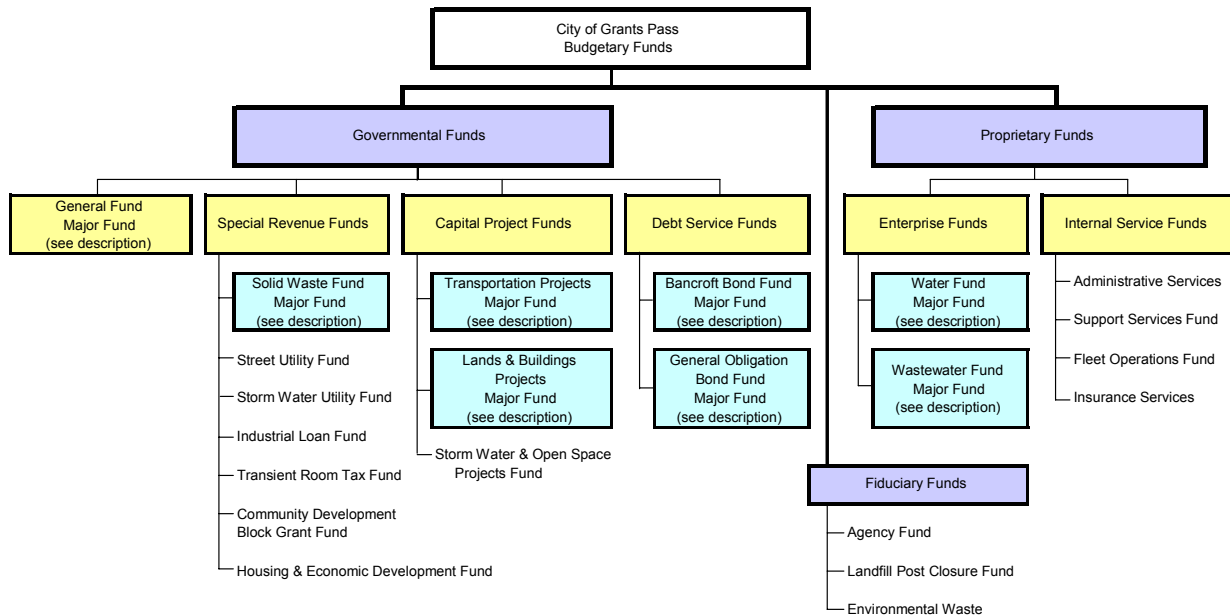 City of Grants Pass
Budgetary Funds
Governmental Funds
Proprietary Funds
General Fund
Major Fund
(see description)
Special Revenue Funds
Capital Project Funds
Debt Service Funds
Enterprise Funds
Internal Service Funds
Solid Waste Fund
Major Fund
(see description)
Street Utility Fund
Storm Water Utility Fund
Industrial Loan Fund
Transient Room Tax Fund
Community Development
Block Grant Fund
Housing & Economic Development Fund
Transportation Projects
Major Fund
(see description)
Lands & Buildings
Projects
Major Fund
(see description)
Storm Water & Open Space
Projects Fund
Bancroft Bond Fund
Major Fund
(see description)
General Obligation
Bond Fund
Major Fund
(see description)
Water Fund
Major Fund
(see description)
Wastewater Fund
Major Fund
(see description)
Administrative Services
Support Services Fund
Fleet Operations Fund
Insurance Services
Fiduciary Funds
Agency Fund
Landfill Post Closure Fund
Environmental Waste